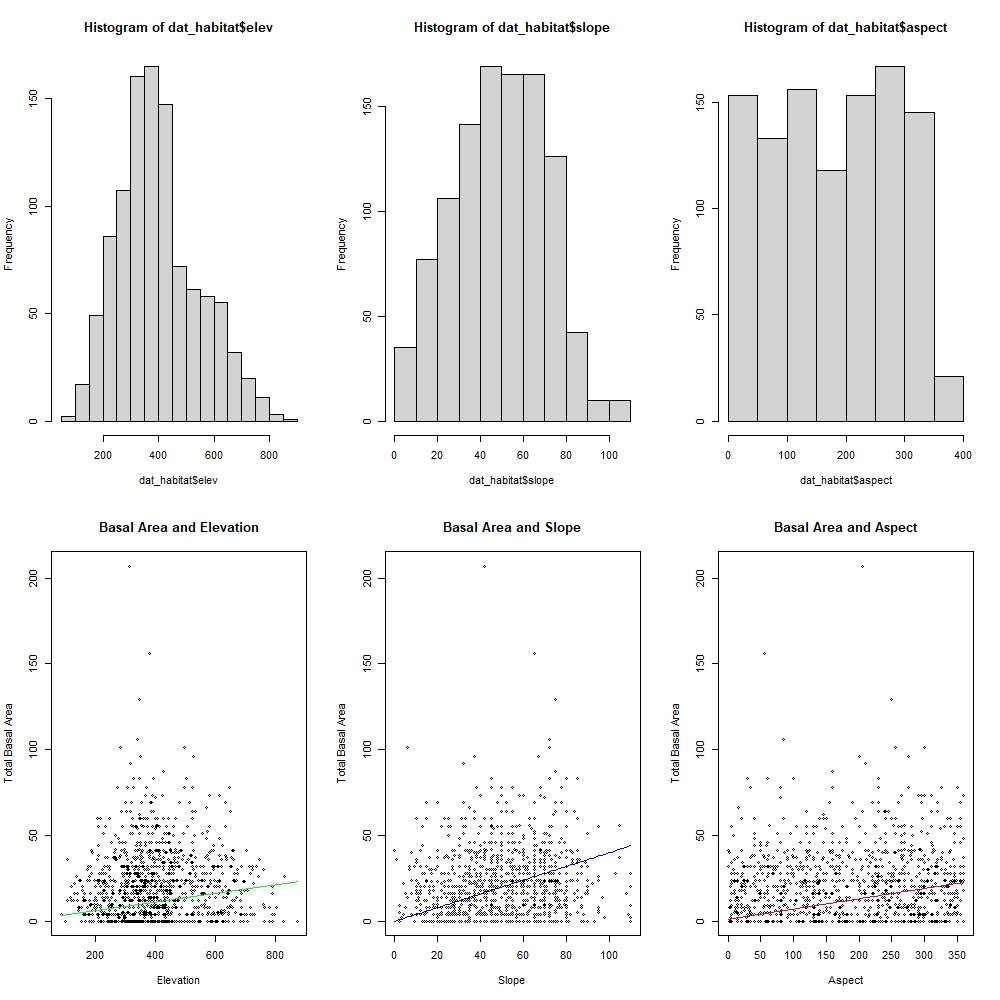 Histogram of dat_habitat$elev
Frequency
0 50 100 150
200 400 600 800
dat_habitat$elev
Histogram of dat_habitat$slope
Frequency
0 50 100 150
0 20 40 60 80 100
dat_habitat$slope
Histogram of dat_habitat$aspect
Frequency
0 50 100 150
0 100 200 300 400
dat_habitat$aspect
Basal Area and Elevation
Total Basal Area
0 50 100 150 200
200 400 600 800
Elevation
Basal Area and Slope
Total Basal Area
0 50 100 150 200
0 20 40 60 80 100
Slope
Basal Area and Aspect
Total Basal Area
0 50 100 150 200
0 50 100 150 200 250 300 350
Aspect